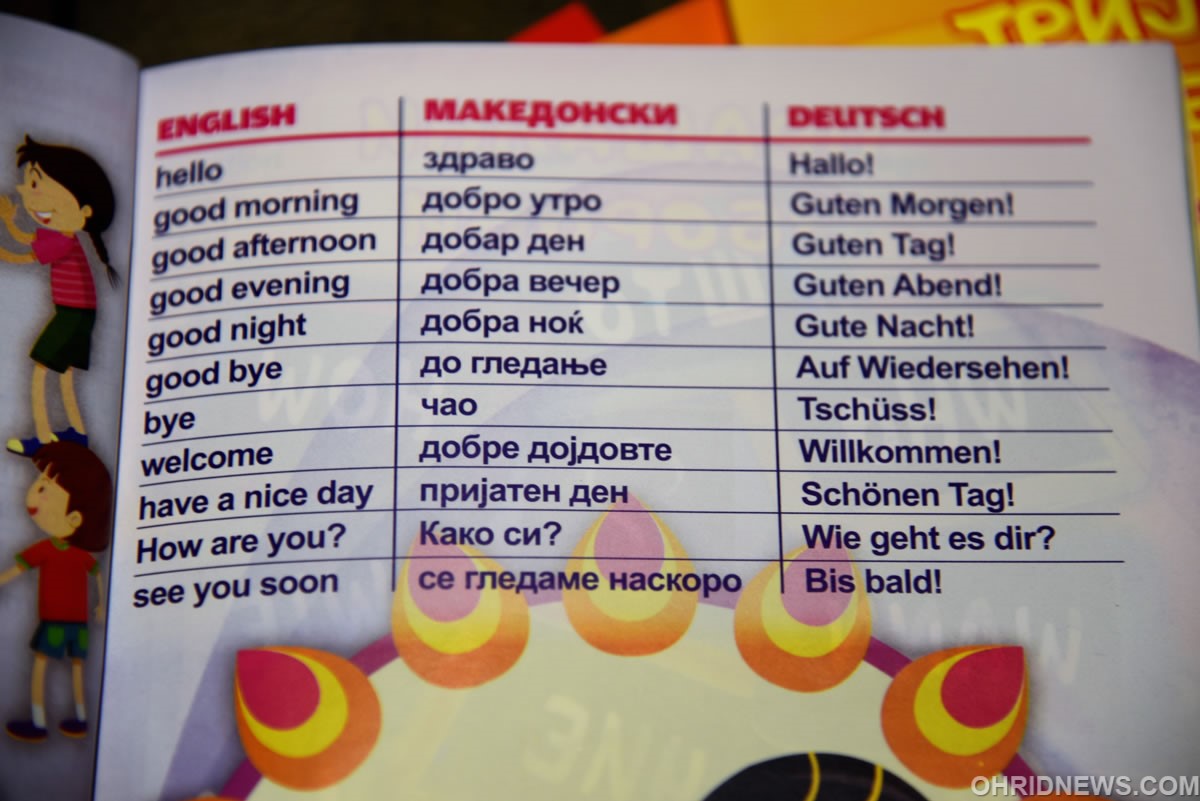 ТРИЈ
ENGLISH МАКЕДОНСКИ DEUTSCH
hello здраво Hallo!
good morning добро утро Guten Morgen!
good afternoon добар ден Guten Tag!
good evening добра вечер Guten Abend!
good night добра ноќ Gute Nacht!
good bye до гледање Auf Wiedersehen!
bye чао Tschüss!
welcome добре дојдовте Willkommen!
have a nice day пријатен ден Schönen Tag!
How are you? Како си? Wie geht es dir?
see you soon се гледаме наскоро Bis bald!
OHRIDNEWS.COM